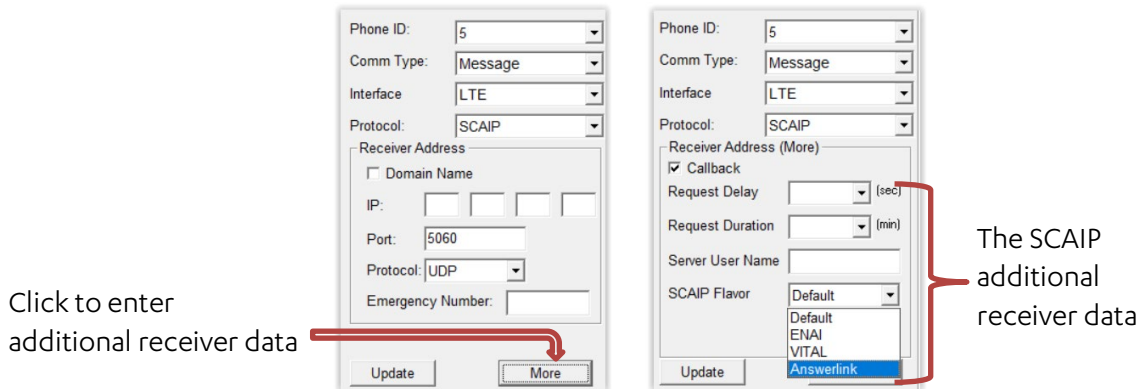 Phone ID: 5
Comm Type: Message
Interface LTE
Protocol: SCAIP
Receiver Address
Domain Name
IP:
Port: 5060
Protocol: UDP
Emergency Number:
Update More
Click to enter
additional receiver data
Phone ID: 5
Comm Type: Message
Interface LTE
Protocol: SCAIP
Receiver Address (More)
Callback
Request Delay (sec)
Request Duration (min)
Server User Name
SCAIP Flavor Default
Default
ENAI
VITAL
Answerlink
Update
The SCAIP
additional
receiver data